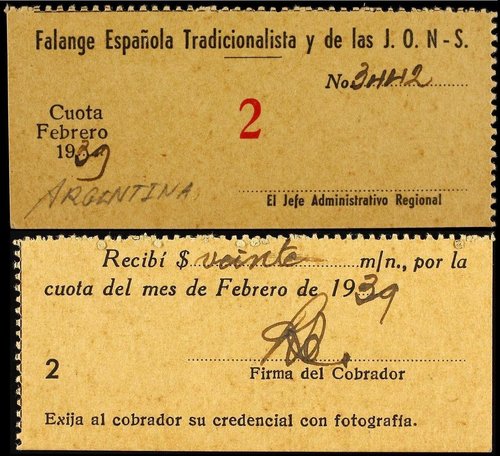 Falange Española Tradicionalista y de las J. O. N - S.
No 3442
Cuota
Febrero
1939
2
ARGENTINA
El Jefe Administrativo Regional
Recibí $ veinte m/n., por la
cuota del mes de Febrero de 1939
2
Firma del Cobrador
Exija al cobrador su credencial con fotografía.